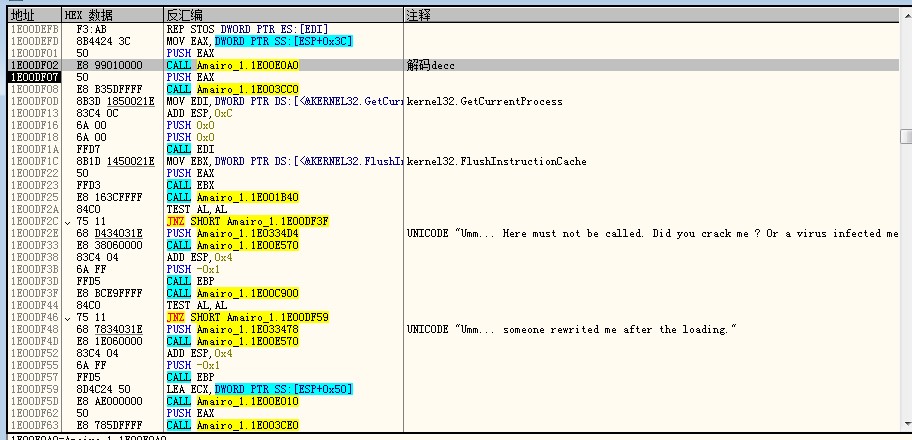 地址 HEX 数据 反汇编 注释
1E00DEFB F3:AB REP STOS DWORD PTR ES:[EDI]
1E00DEFD 8B4424 3C MOV EAX,DWORD PTR SS:[ESP+0x3C]
1E00DF01 50 PUSH EAX
1E00DF02 E8 99010000 CALL Amairo_1.1E00E0A0 解码decc
1E00DF07 50 PUSH EAX
1E00DF08 E8 B35DFFFF CALL Amairo_1.1E003CC0
1E00DF0D 8B3D 1850021E MOV EDI,DWORD PTR DS:[<&KERNEL32.GetCur kernel32.GetCurrentProcess
1E00DF13 83C4 0C ADD ESP,0xC
1E00DF16 6A 00 PUSH 0x0
1E00DF18 6A 00 PUSH 0x0
1E00DF1A FFD7 CALL EDI
1E00DF1C 8B1D 1450021E MOV EBX,DWORD PTR DS:[<&KERNEL32.FlushI kernel32.FlushInstructionCache
1E00DF22 50 PUSH EAX
1E00DF23 FFD3 CALL EBX
1E00DF25 E8 163CFFFF CALL Amairo_1.1E001B40
1E00DF2A 84C0 TEST AL,AL
1E00DF2C 75 11 JNZ SHORT Amairo_1.1E00DF3F
1E00DF2E 68 D434031E PUSH Amairo_1.1E0334D4 UNICODE "Umm... Here must not be called. Did you crack me ? Or a virus infected me
1E00DF33 E8 38060000 CALL Amairo_1.1E00E570
1E00DF38 83C4 04 ADD ESP,0x4
1E00DF3B 6A FF PUSH -0x1
1E00DF3D FFD5 CALL EBP
1E00DF3F E8 BCE9FFFF CALL Amairo_1.1E00C900
1E00DF44 84C0 TEST AL,AL
1E00DF46 75 11 JNZ SHORT Amairo_1.1E00DF59
1E00DF48 68 7834031E PUSH Amairo_1.1E033478 UNICODE "Umm... someone rewrited me after the loading."
1E00DF4D E8 1E060000 CALL Amairo_1.1E00E570
1E00DF52 83C4 04 ADD ESP,0x4
1E00DF55 6A FF PUSH -0x1
1E00DF57 FFD5 CALL EBP
1E00DF59 8D4C24 50 LEA ECX,DWORD PTR SS:[ESP+0x50]
1E00DF5D E8 AE000000 CALL Amairo_1.1E00E010
1E00DF62 50 PUSH EAX
1E00DF63 E8 785DFFFF CALL Amairo_1.1E003CE0